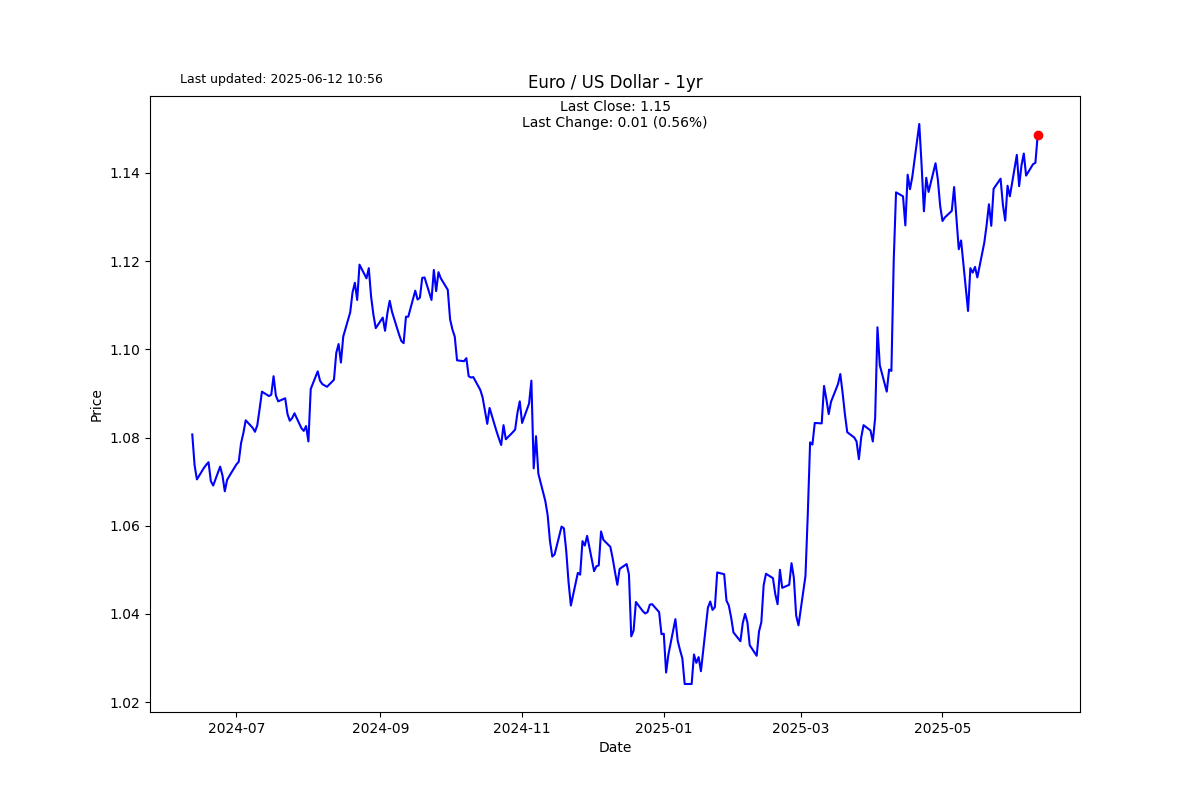 Last updated: 2025-06-12 10:56
Euro / US Dollar - 1yr
Last Close: 1.15
Last Change: 0.01 (0.56%)
1.14
1.12
1.10
1.08
1.06
1.04
1.02
Price
2024-07
2024-09
2024-11
2025-01
2025-03
2025-05
Date